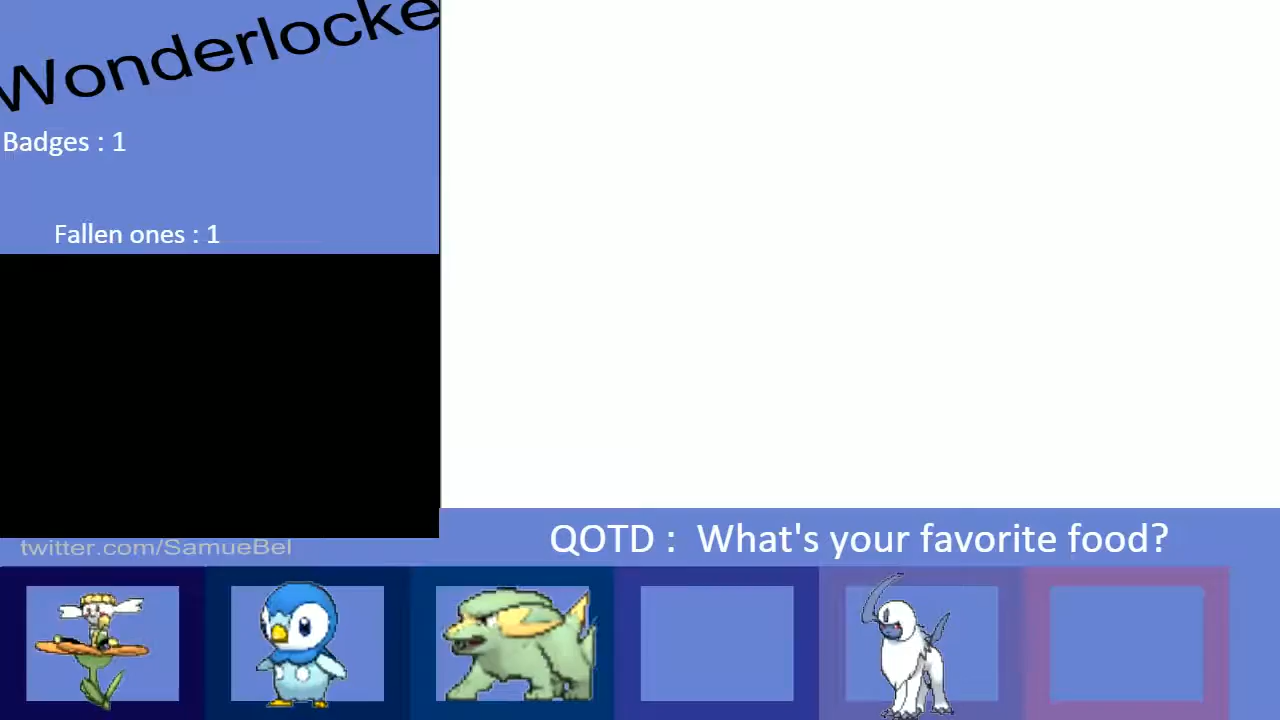 Wonderlocke
Badges : 1
Fallen ones : 1
twitter.com/SamueBel
QOTD :  What's your favorite food?